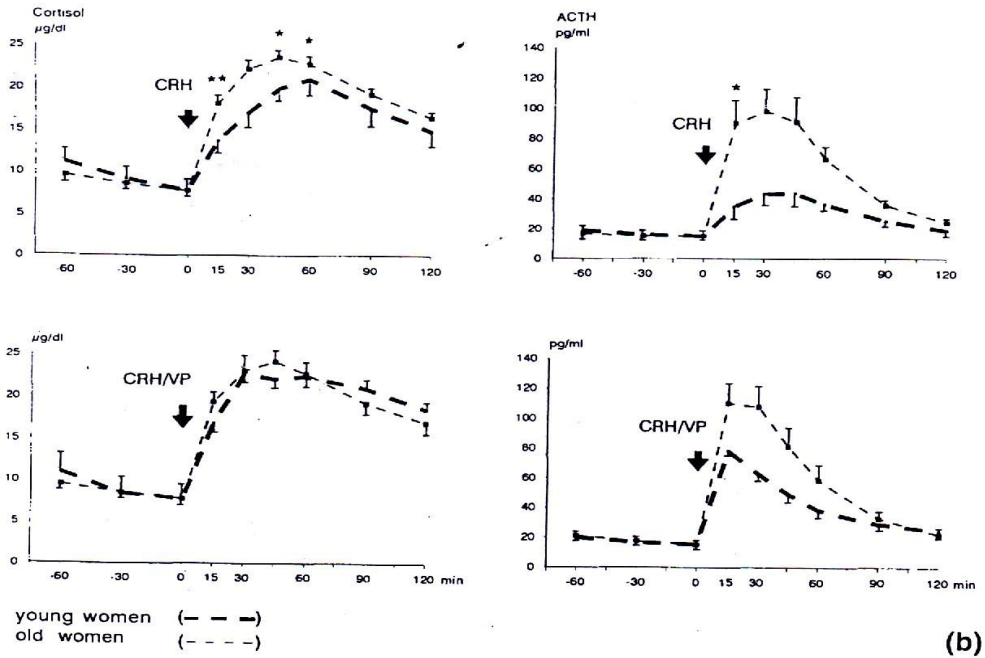 Cortisol
µg/dl
25
20
15
10
5
0
CRH
★★
★
★
-60 -30 0 15 30 60 90 120
ACTH
pg/ml
140
120
100
80
60
40
20
0
CRH
★
-60 -30 0 15 30 60 90 120
µg/dl
25
20
15
10
5
0
CRH/VP
-60 -30 0 15 30 60 90 120 min
pg/ml
140
120
100
80
60
40
20
0
CRH/VP
-60 -30 0 15 30 60 90 120 min
young women (— — —)
old women (- - - -)
(b)